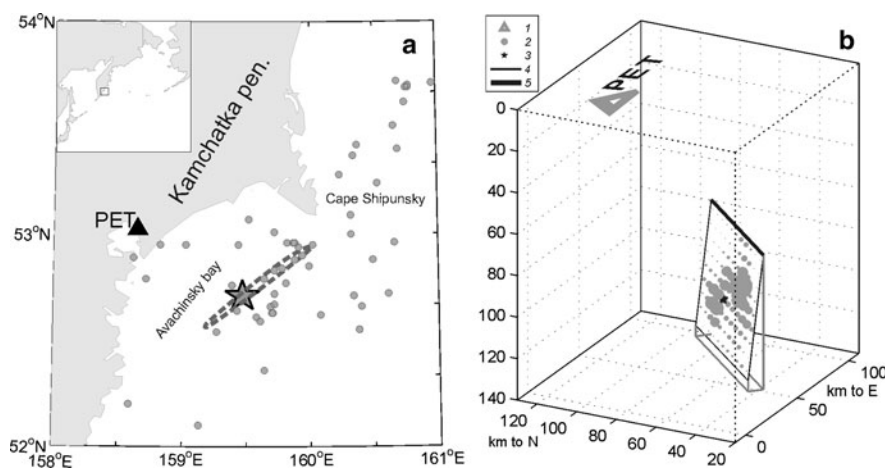 54°N
53°N
52°N
158°E
159°E
160°E
161°E
a
Kamchatka pen.
Cape Shipunsky
PET
Avachinsky bay
b
1
2
3
4
5
PET
0
20
40
60
80
100
120
140
120
100
80
60
40
20
km to N
0
50
100
km to E